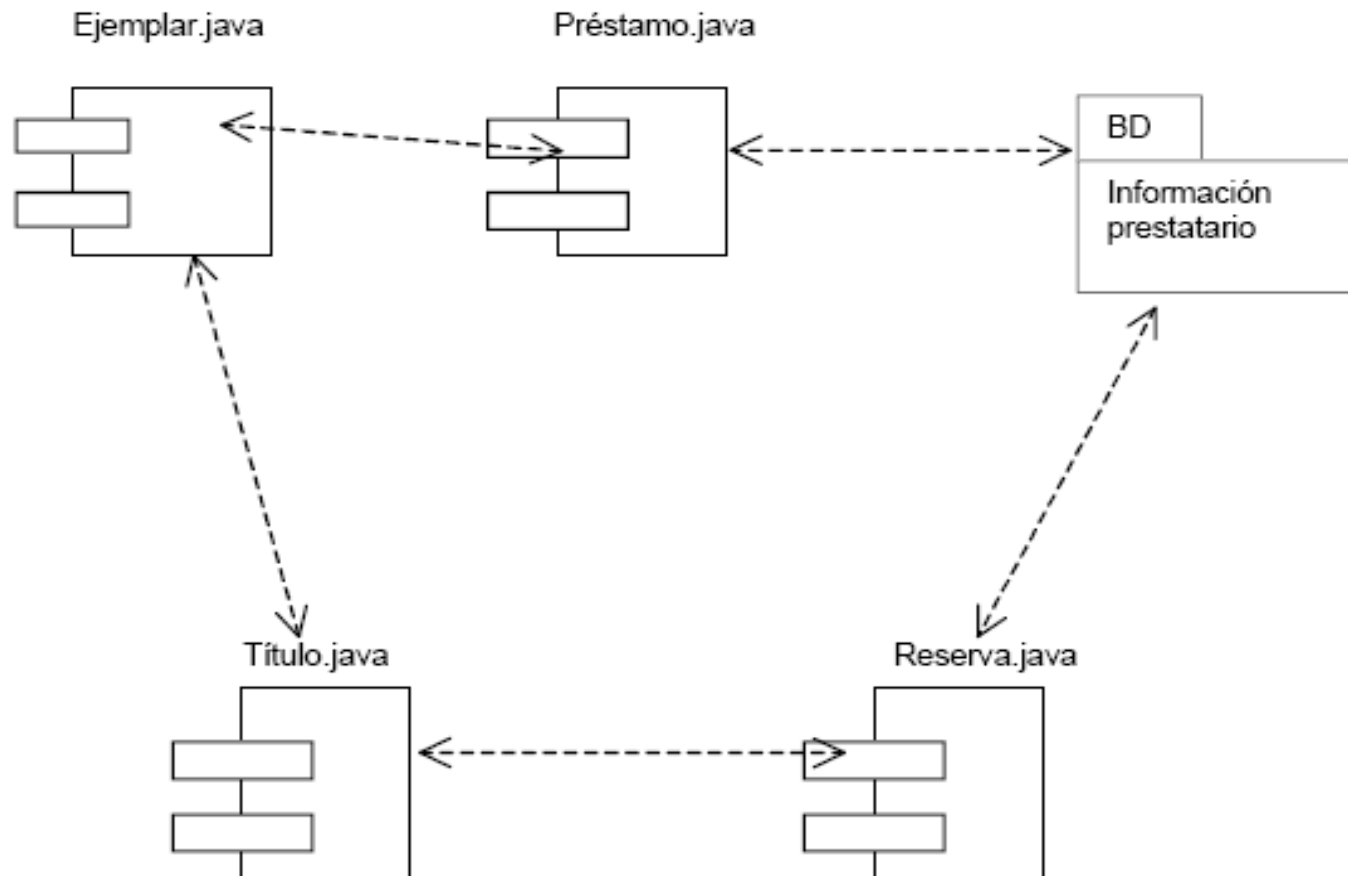 Ejemplar.java
Préstamo.java
BD
Información
prestatario
Título.java
Reserva.java